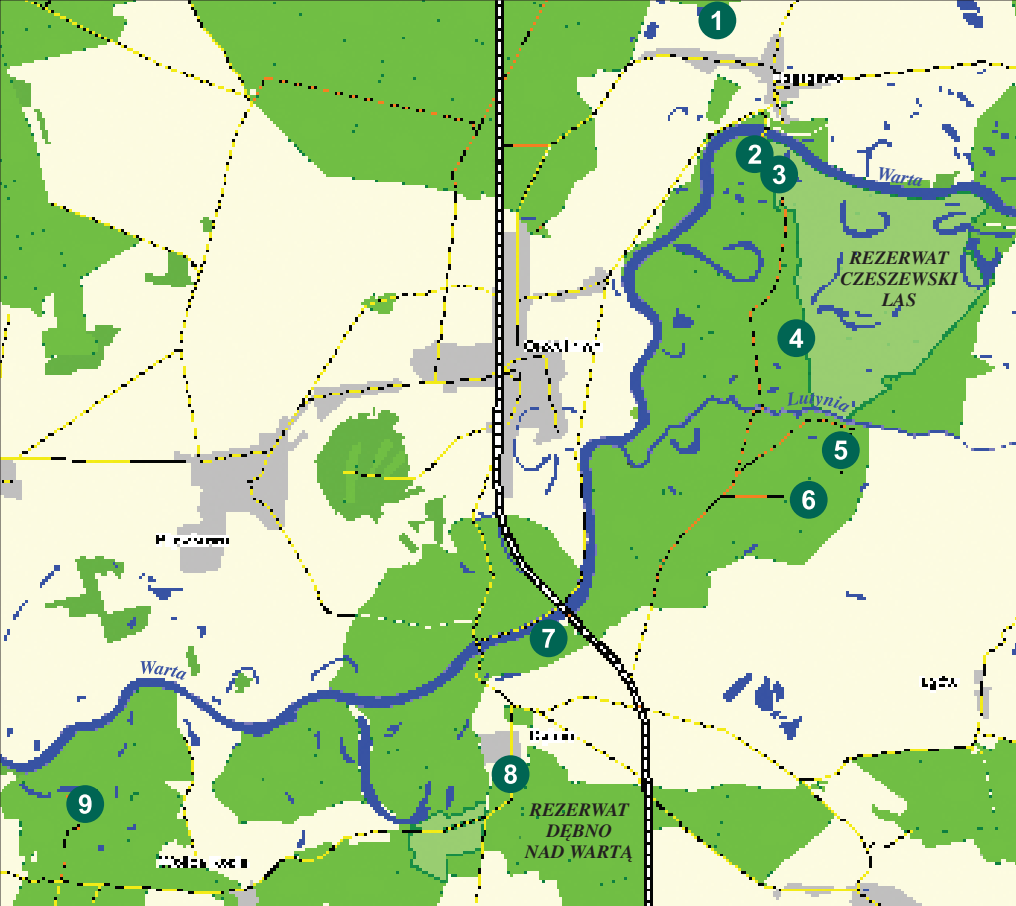 1
2
3
Warta
REZERWAT
CZESZEWSKI
LAS
4
Lutynia
5
6
7
Warta
8
9
REZERWAT
DĘBNO
NAD WARTĄ